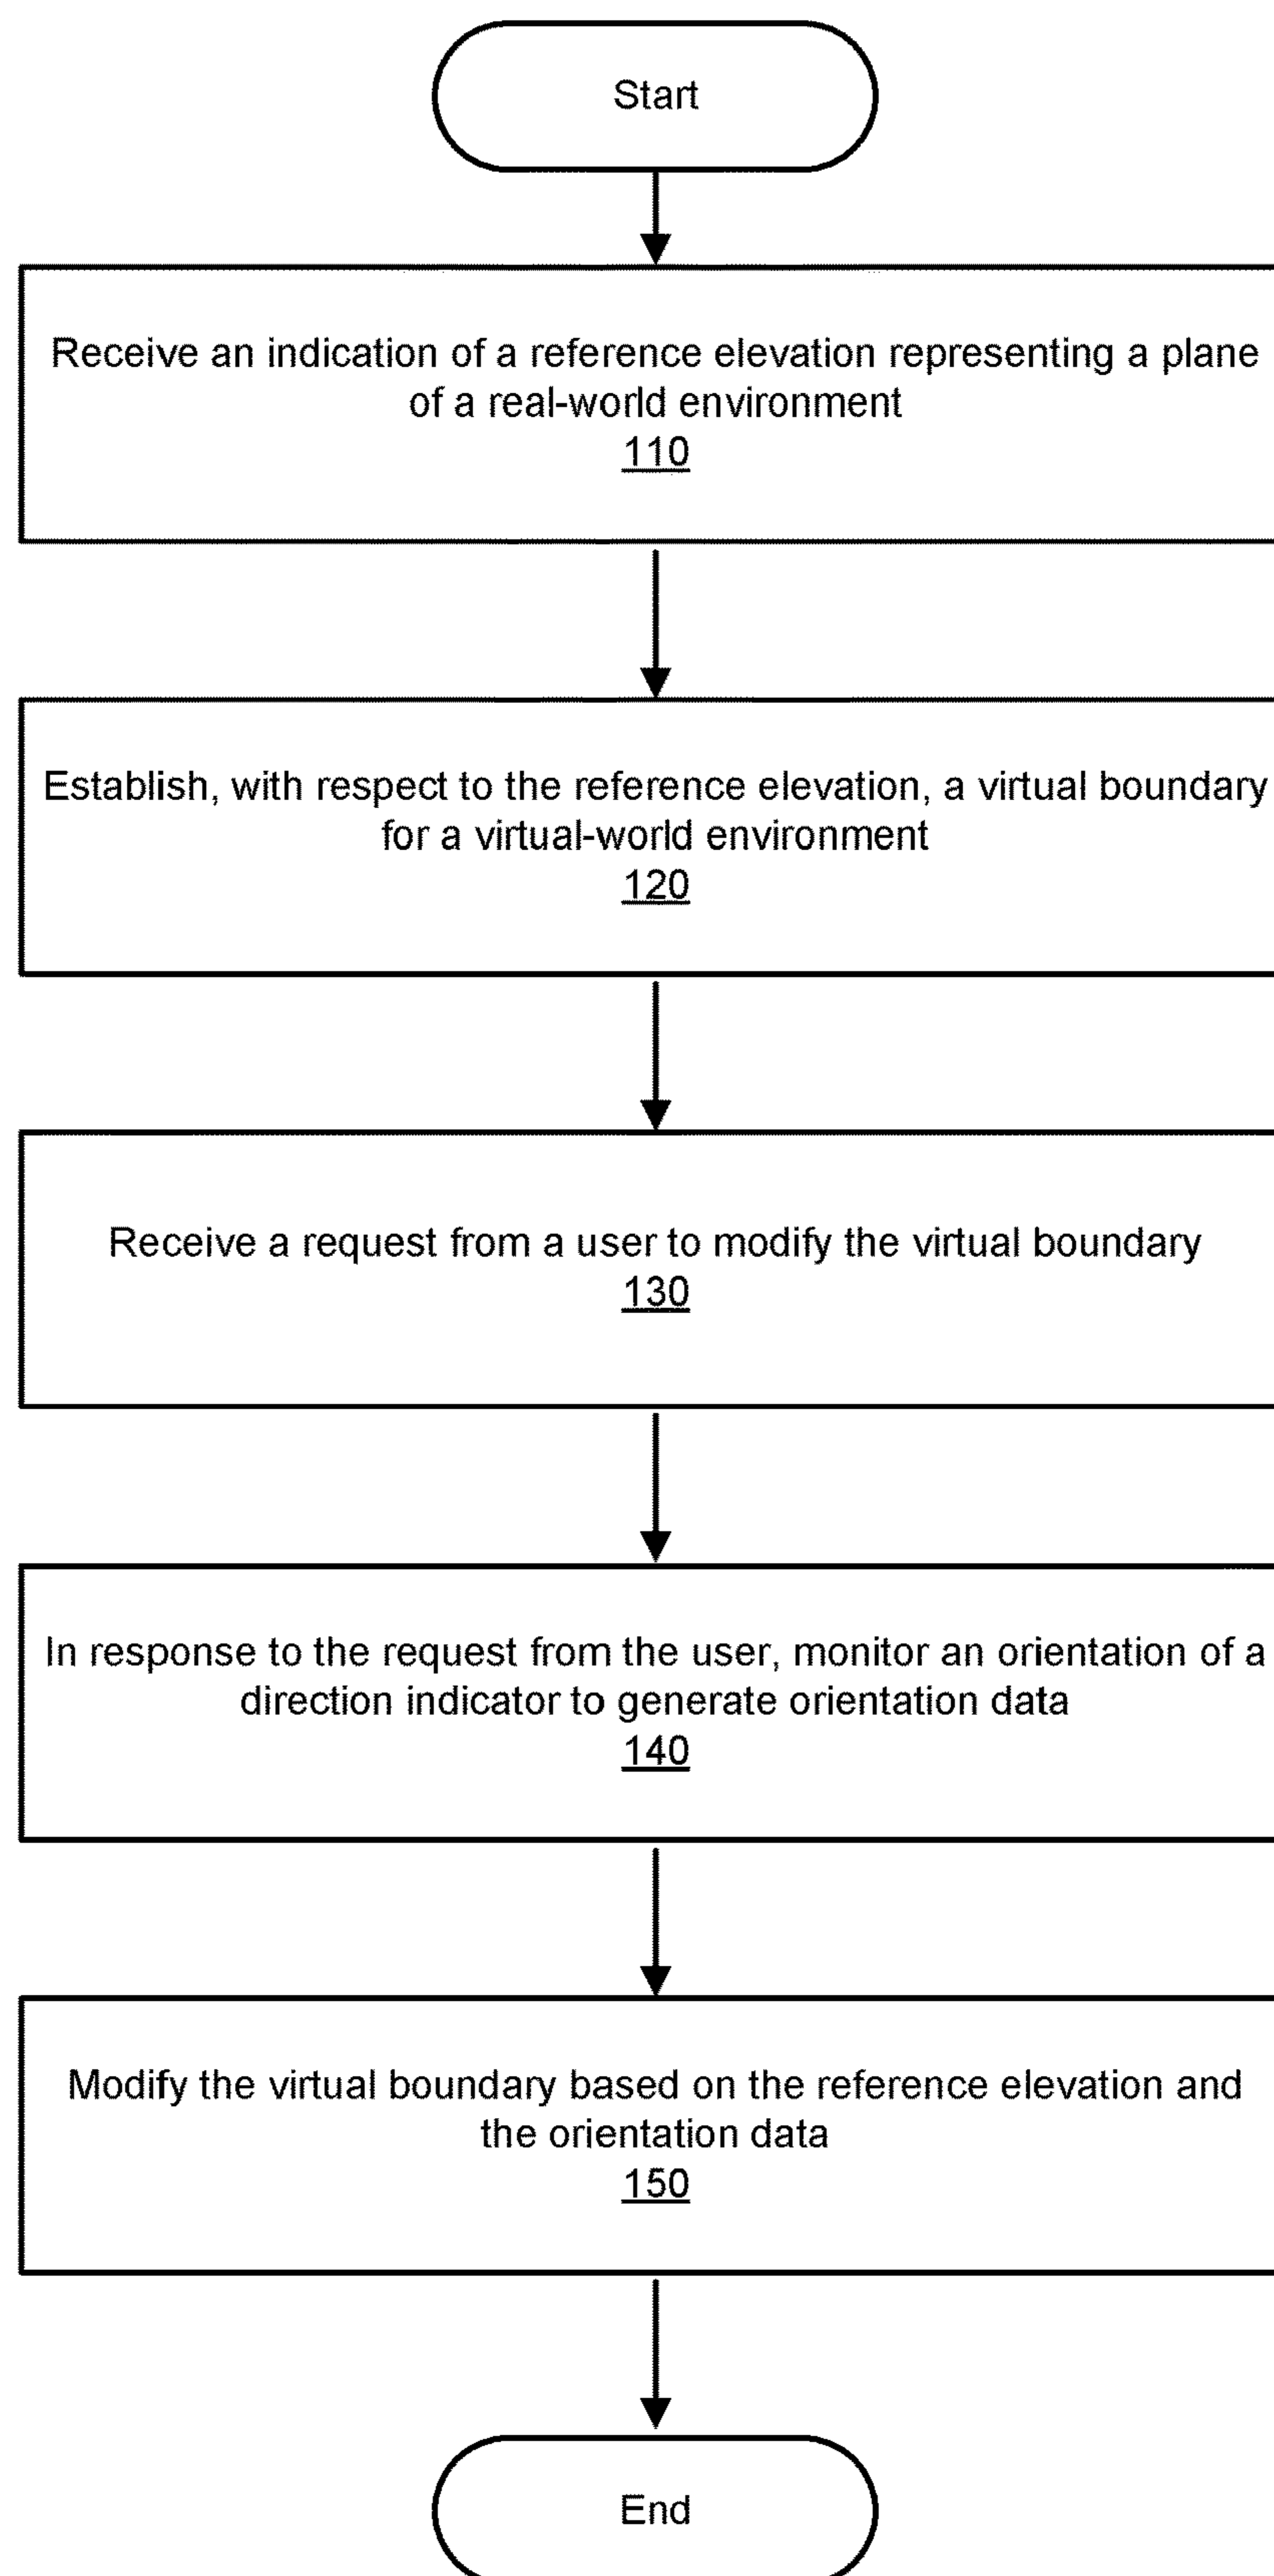 Start
Receive an indication of a reference elevation representing a plane
of a real-world environment
110
Establish, with respect to the reference elevation, a virtual boundary
for a virtual-world environment
120
Receive a request from a user to modify the virtual boundary
130
In response to the request from the user, monitor an orientation of a
direction indicator to generate orientation data
140
Modify the virtual boundary based on the reference elevation and
the orientation data
150
End